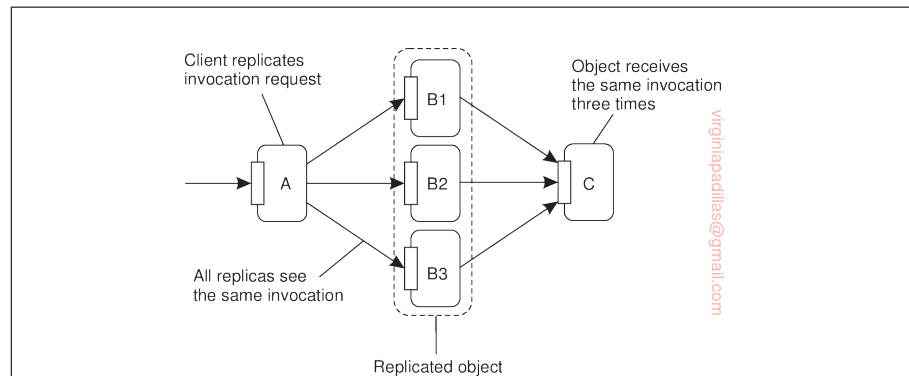 Client replicates
invocation request
Object receives
the same invocation
three times
A
B1
B2
B3
C
All replicas see
the same invocation
Replicated object
virginiapadillas@gmail.com